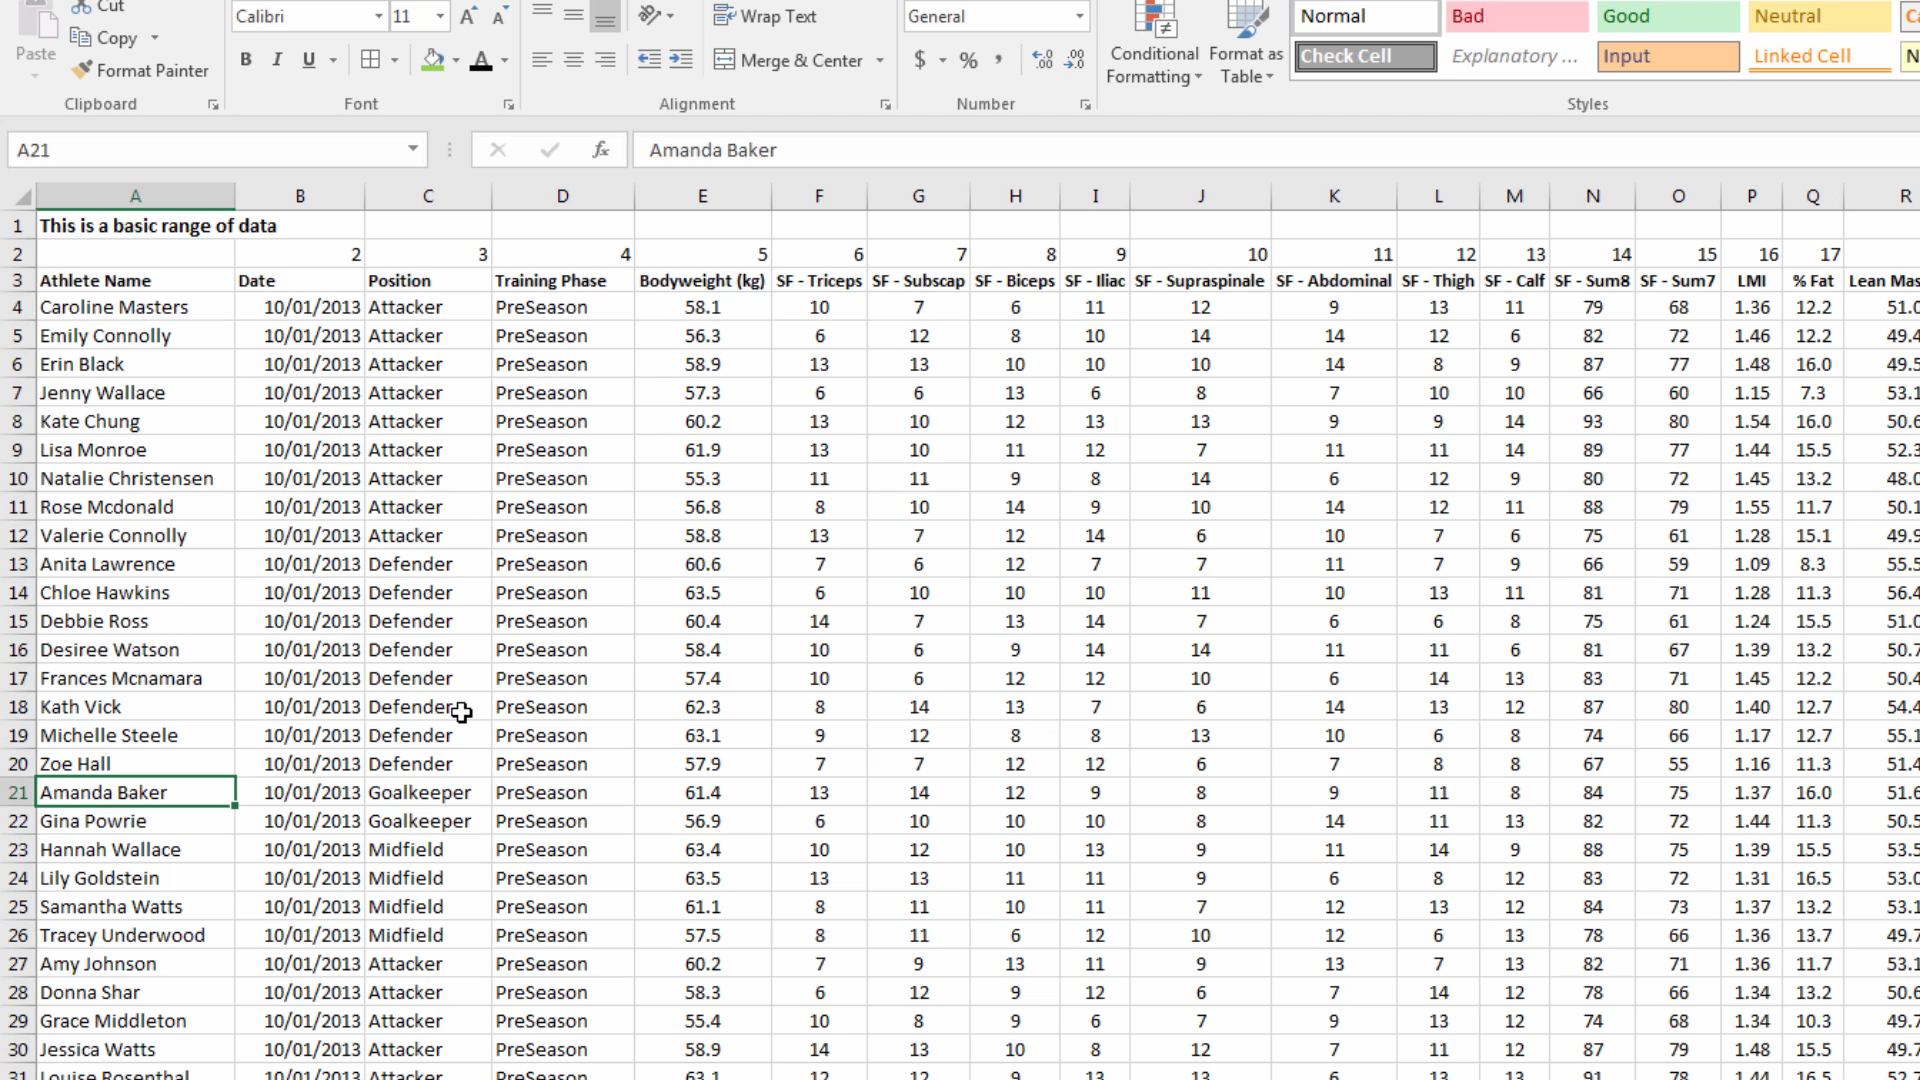 Cut
Calibri 11 A A Wrap Text General Normal Bad Good Neutral
Paste Copy
Format Painter B I U A Merge & Center $ % , Conditional Formatting Format as Table Check Cell Explanatory ... Input Linked Cell
Clipboard Font Alignment Number Styles
A21 fx Amanda Baker
A B C D E F G H I J K L M N O P Q R
1 This is a basic range of data
2 2 3 4 5 6 7 8 9 10 11 12 13 14 15 16 17
3 Athlete Name Date Position Training Phase Bodyweight (kg) SF - Triceps SF - Subscap SF - Biceps SF - Iliac SF - Supraspinale SF - Abdominal SF - Thigh SF - Calf SF - Sum8 SF - Sum7 LMI % Fat Lean Mas
4 Caroline Masters 10/01/2013 Attacker PreSeason 58.1 10 7 6 11 12 9 13 11 79 68 1.36 12.2 51.0
5 Emily Connolly 10/01/2013 Attacker PreSeason 56.3 6 12 8 10 14 14 12 6 82 72 1.46 12.2 49.4
6 Erin Black 10/01/2013 Attacker PreSeason 58.9 13 13 10 10 10 14 8 9 87 77 1.48 16.0 49.5
7 Jenny Wallace 10/01/2013 Attacker PreSeason 57.3 6 6 13 6 8 7 10 10 66 60 1.15 7.3 53.1
8 Kate Chung 10/01/2013 Attacker PreSeason 60.2 13 10 12 13 13 9 9 14 93 80 1.54 16.0 50.6
9 Lisa Monroe 10/01/2013 Attacker PreSeason 61.9 13 10 11 12 7 11 11 14 89 77 1.44 15.5 52.3
10 Natalie Christensen 10/01/2013 Attacker PreSeason 55.3 11 11 9 8 14 6 12 9 80 72 1.45 13.2 48.0
11 Rose Mcdonald 10/01/2013 Attacker PreSeason 56.8 8 10 14 9 10 14 12 11 88 79 1.55 11.7 50.1
12 Valerie Connolly 10/01/2013 Attacker PreSeason 58.8 13 7 12 14 6 10 7 6 75 61 1.28 15.1 49.9
13 Anita Lawrence 10/01/2013 Defender PreSeason 60.6 7 6 12 7 7 11 7 9 66 59 1.09 8.3 55.5
14 Chloe Hawkins 10/01/2013 Defender PreSeason 63.5 6 10 10 10 11 10 13 11 81 71 1.28 11.3 56.4
15 Debbie Ross 10/01/2013 Defender PreSeason 60.4 14 7 13 14 7 6 6 8 75 61 1.24 15.5 51.0
16 Desiree Watson 10/01/2013 Defender PreSeason 58.4 10 6 9 14 14 11 11 6 81 67 1.39 13.2 50.7
17 Frances Mcnamara 10/01/2013 Defender PreSeason 57.4 10 6 12 12 10 6 14 13 83 71 1.45 12.2 50.4
18 Kath Vick 10/01/2013 Defender PreSeason 62.3 8 14 13 7 6 14 13 12 87 80 1.40 12.7 54.4
19 Michelle Steele 10/01/2013 Defender PreSeason 63.1 9 12 8 8 13 10 6 8 74 66 1.17 12.7 55.1
20 Zoe Hall 10/01/2013 Defender PreSeason 57.9 7 7 12 12 6 7 8 8 67 55 1.16 11.3 51.4
21 Amanda Baker 10/01/2013 Goalkeeper PreSeason 61.4 13 14 12 9 8 9 11 8 84 75 1.37 16.0 51.6
22 Gina Powrie 10/01/2013 Goalkeeper PreSeason 56.9 6 10 10 10 8 14 11 13 82 72 1.44 11.3 50.5
23 Hannah Wallace 10/01/2013 Midfield PreSeason 63.4 10 12 10 13 9 11 14 9 88 75 1.39 15.5 53.5
24 Lily Goldstein 10/01/2013 Midfield PreSeason 63.5 13 13 11 11 9 6 8 12 83 72 1.31 16.5 53.0
25 Samantha Watts 10/01/2013 Midfield PreSeason 61.1 8 11 10 11 7 12 13 12 84 73 1.37 13.2 53.1
26 Tracey Underwood 10/01/2013 Midfield PreSeason 57.5 8 11 6 12 10 12 6 13 78 66 1.36 13.7 49.7
27 Amy Johnson 10/01/2013 Attacker PreSeason 60.2 7 9 13 11 9 13 7 13 82 71 1.36 11.7 53.1
28 Donna Shar 10/01/2013 Attacker PreSeason 58.3 6 12 9 12 6 7 14 12 78 66 1.34 13.2 50.6
29 Grace Middleton 10/01/2013 Attacker PreSeason 55.4 10 8 9 6 7 9 13 12 74 68 1.34 10.3 49.7
30 Jessica Watts 10/01/2013 Attacker PreSeason 58.9 14 13 10 8 12 7 11 12 87 79 1.48 15.5 49.7
31 Louise Rosenthal 10/01/2013 Attacker PreSeason 63.1 12 12 9 13 13 6 13 13 91 78 1.44 16.5